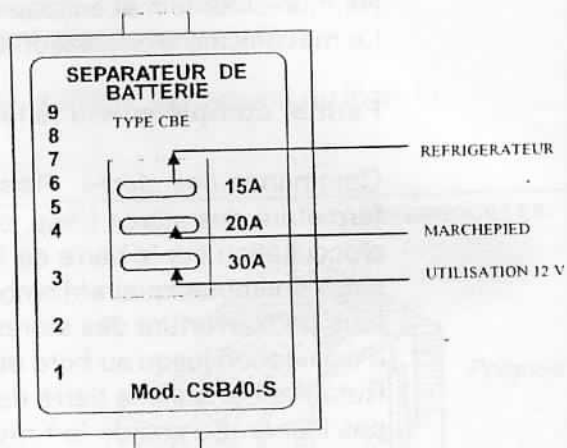 SEPARATEUR DE
BATTERIE
TYPE CBE
9
8
7
6
5
4
3
2
1
15A
20A
30A
REFRIGERATEUR
MARCHEPIED
UTILISATION 12 V
Mod. CSB40-S